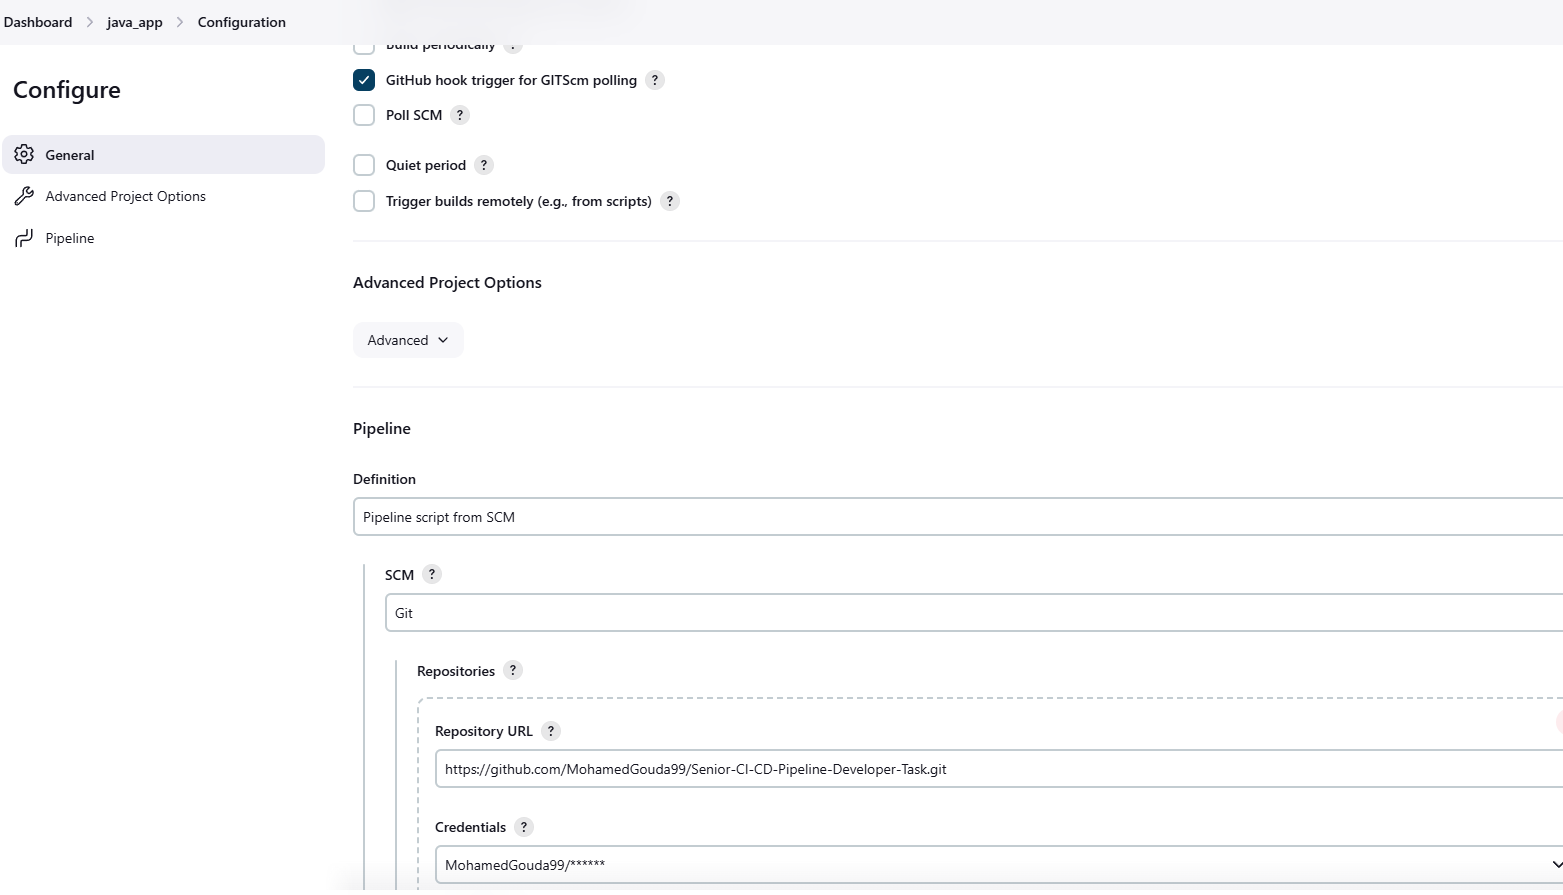 Dashboard > java_app > Configuration
Configure
General
Advanced Project Options
Pipeline
Build periodically ?
GitHub hook trigger for GITScm polling ?
Poll SCM ?
Quiet period ?
Trigger builds remotely (e.g., from scripts) ?
Advanced Project Options
Advanced
Pipeline
Definition
Pipeline script from SCM
SCM ?
Git
Repositories ?
Repository URL ?
https://github.com/MohamedGouda99/Senior-CI-CD-Pipeline-Developer-Task.git
Credentials ?
MohamedGouda99/******